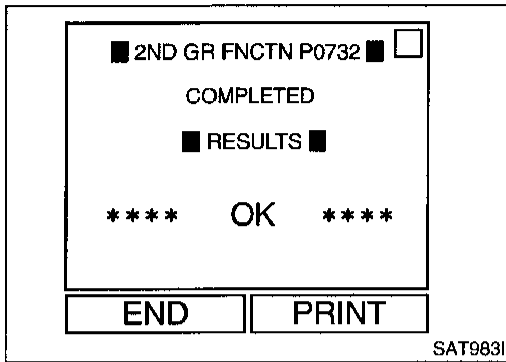 2ND GR FNCTN P0732
COMPLETED
RESULTS
**** OK ****
END PRINT
SAT983I